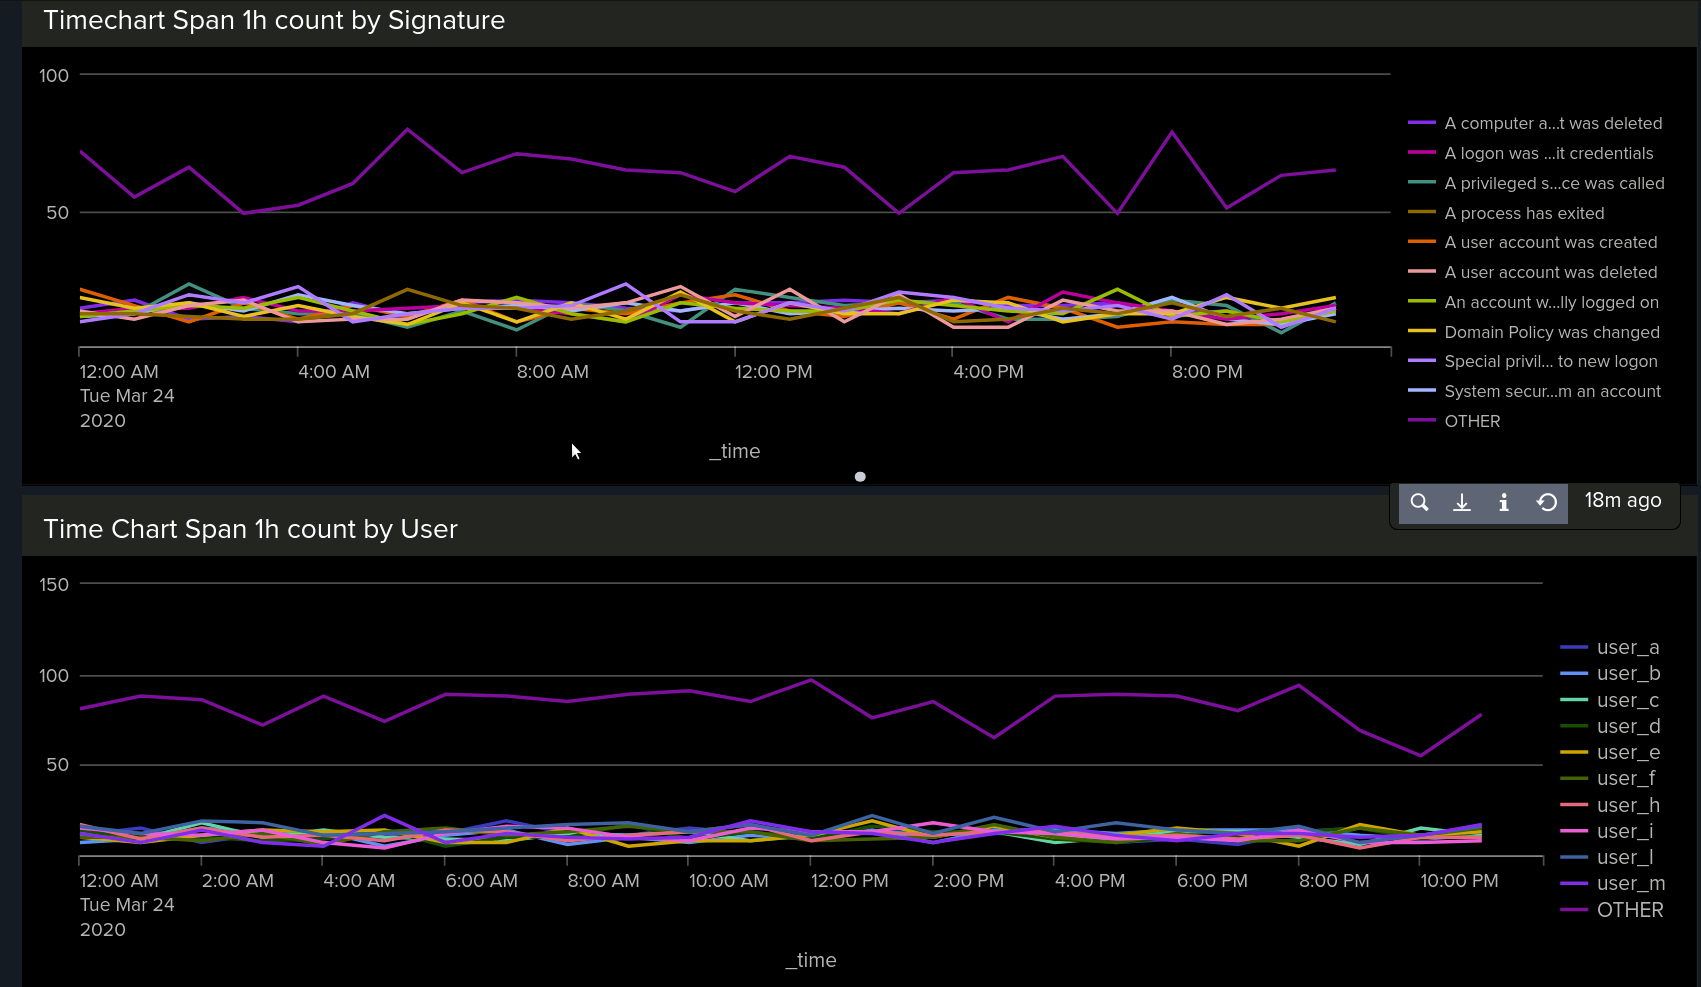 Timechart Span 1h count by Signature
100
50
12:00 AM
4:00 AM
8:00 AM
12:00 PM
4:00 PM
8:00 PM
Tue Mar 24
2020
_time
A computer a...t was deleted
A logon was ...it credentials
A privileged s...ce was called
A process has exited
A user account was created
A user account was deleted
An account w...lly logged on
Domain Policy was changed
Special privil... to new logon
System secur...m an account
OTHER
18m ago
Time Chart Span 1h count by User
150
100
50
12:00 AM
2:00 AM
4:00 AM
6:00 AM
8:00 AM
10:00 AM
12:00 PM
2:00 PM
4:00 PM
6:00 PM
8:00 PM
10:00 PM
Tue Mar 24
2020
_time
user_a
user_b
user_c
user_d
user_e
user_f
user_h
user_i
user_l
user_m
OTHER